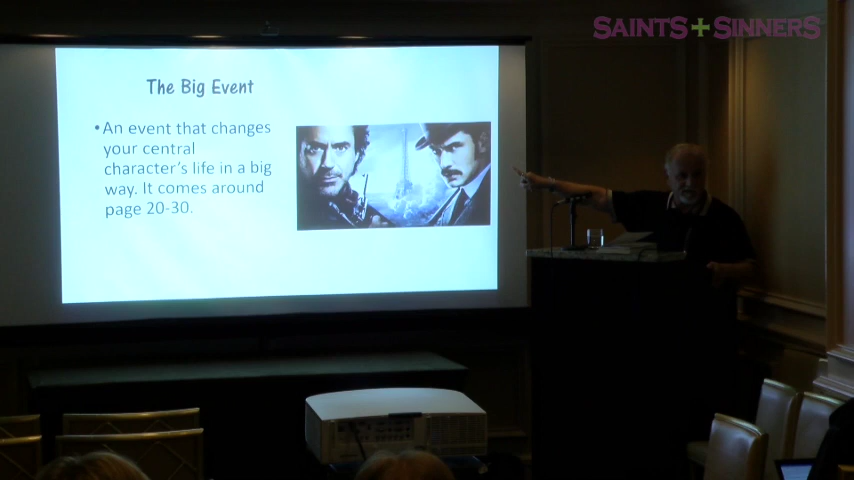 SAINTS+SINNERS
The Big Event
•An event that changes
your central
character's life in a big
way. It comes around
page 20-30.